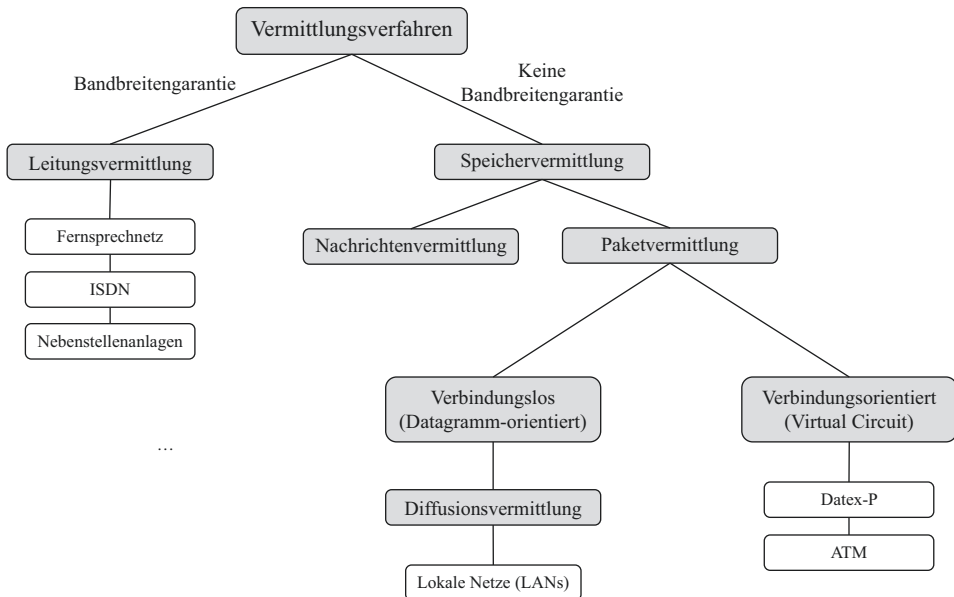 Vermittlungsverfahren
Bandbreitengarantie
Keine
Bandbreitengarantie
Leitungsvermittlung
Speichervermittlung
Fernsprechnetz
Nachrichtenvermittlung
Paketvermittlung
ISDN
Nebenstellenanlagen
Verbindungslos
(Datagramm-orientiert)
Verbindungsorientiert
(Virtual Circuit)
…
Diffusionsvermittlung
Datex-P
ATM
Lokale Netze (LANs)